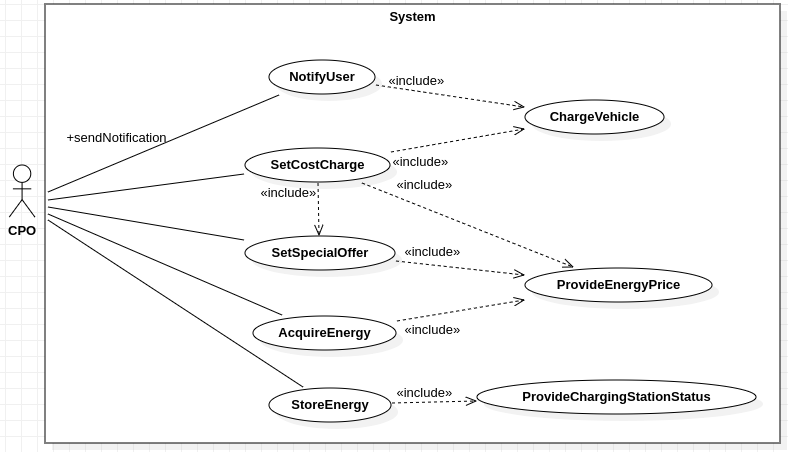 System
NotifyUser
«include»
ChargeVehicle
+sendNotification
SetCostCharge
«include»
«include»
«include»
CPO
SetSpecialOffer
«include»
ProvideEnergyPrice
AcquireEnergy
«include»
StoreEnergy
«include»
ProvideChargingStationStatus